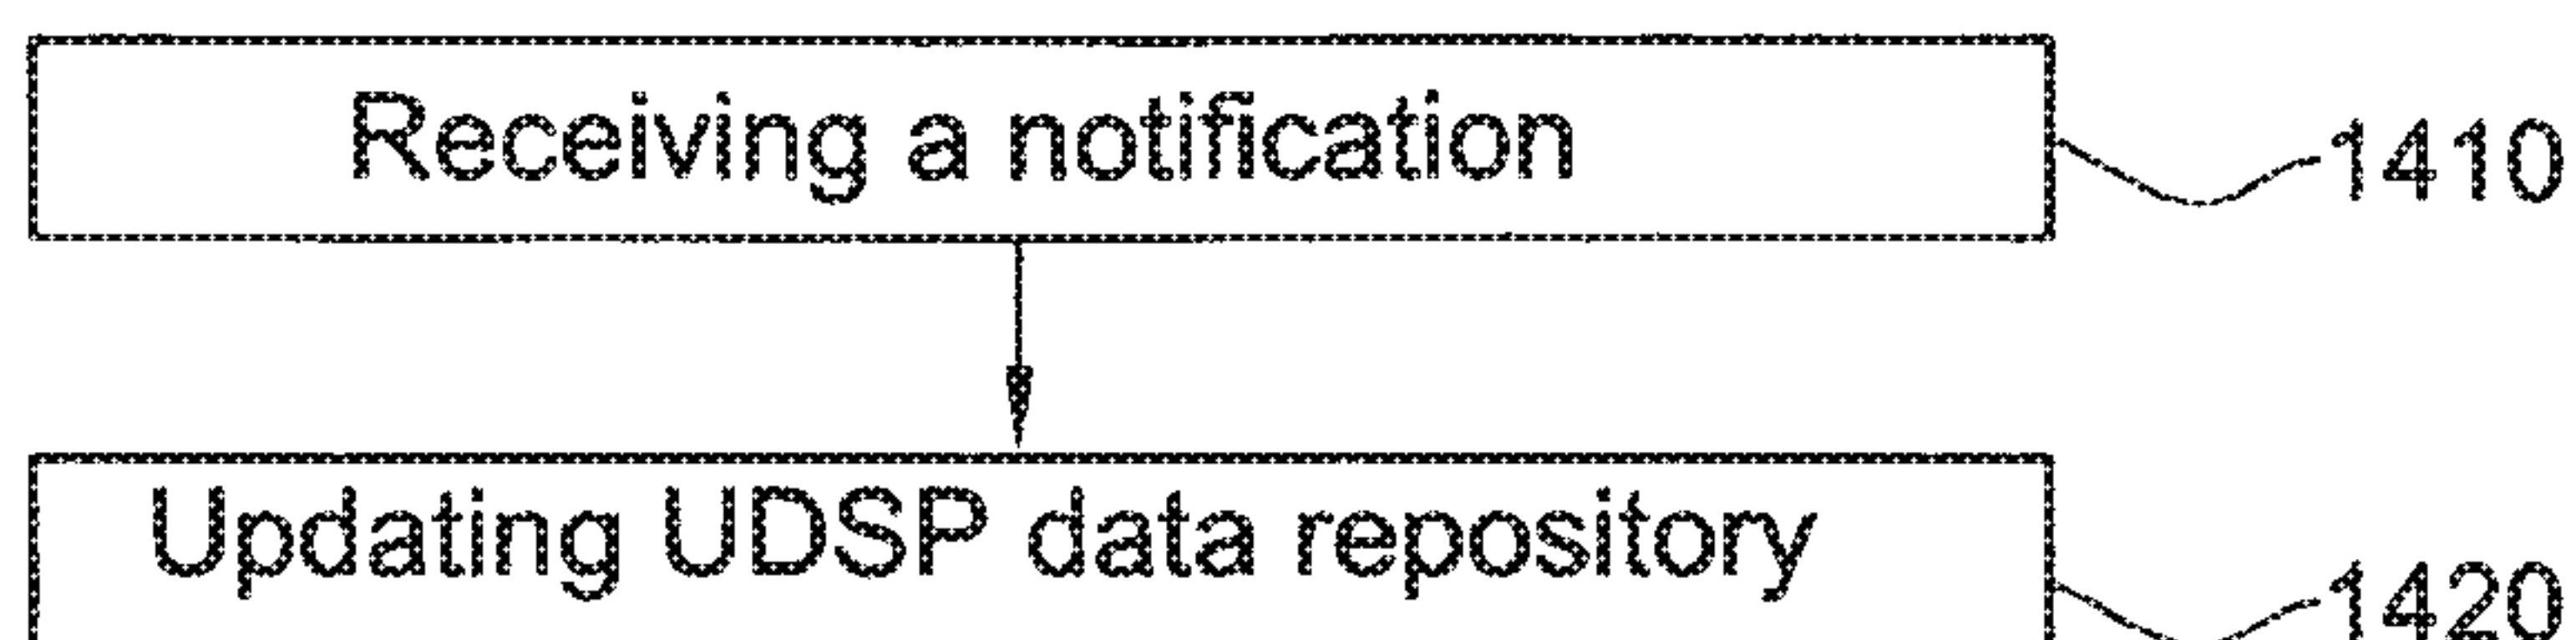 Receiving a notification
1410
Updating UDSP data repository
1420